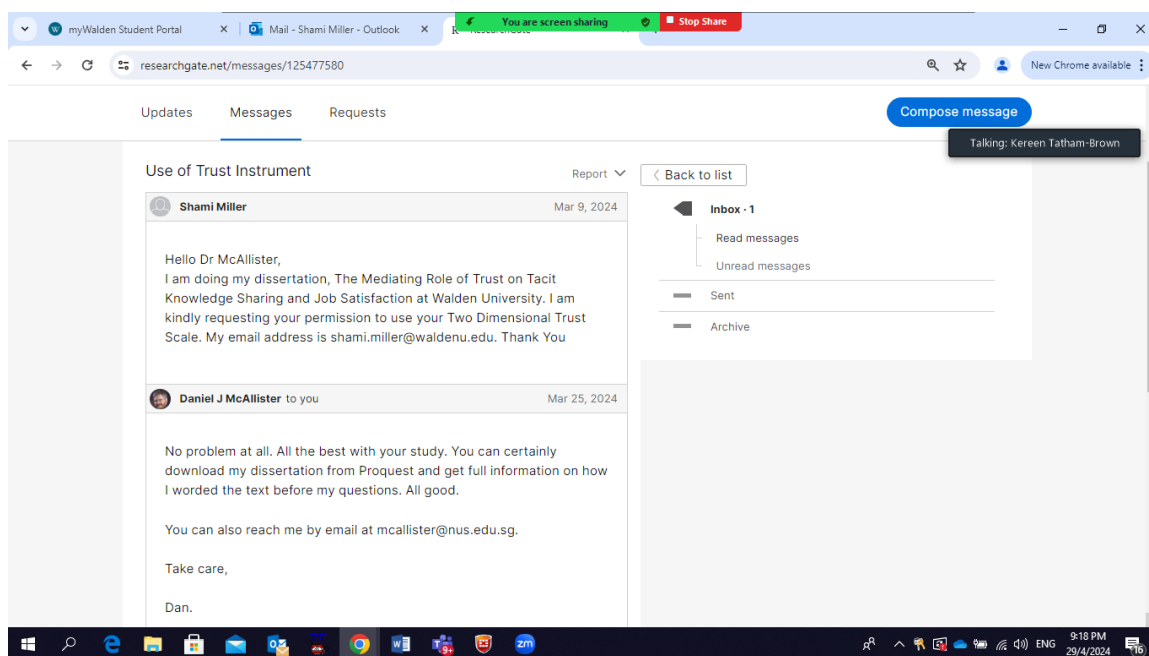 You are screen sharing
Stop Share
myWalden Student Portal
Mail - Shami Miller - Outlook
researchgate.net/messages/125477580
New Chrome available
Updates
Messages
Requests
Compose message
Talking: Kereen Tatham-Brown
Use of Trust Instrument
Report
Back to list
Shami Miller
Mar 9, 2024
Hello Dr McAllister,
I am doing my dissertation, The Mediating Role of Trust on Tacit
Knowledge Sharing and Job Satisfaction at Walden University. I am
kindly requesting your permission to use your Two Dimensional Trust
Scale. My email address is shami.miller@waldenu.edu. Thank You
Daniel J McAllister to you
Mar 25, 2024
No problem at all. All the best with your study. You can certainly
download my dissertation from Proquest and get full information on how
I worded the text before my questions. All good.
You can also reach me by email at mcallister@nus.edu.sg.
Take care,
Dan.
Inbox · 1
Read messages
Unread messages
Sent
Archive
ENG
9:18 PM
29/4/2024
16